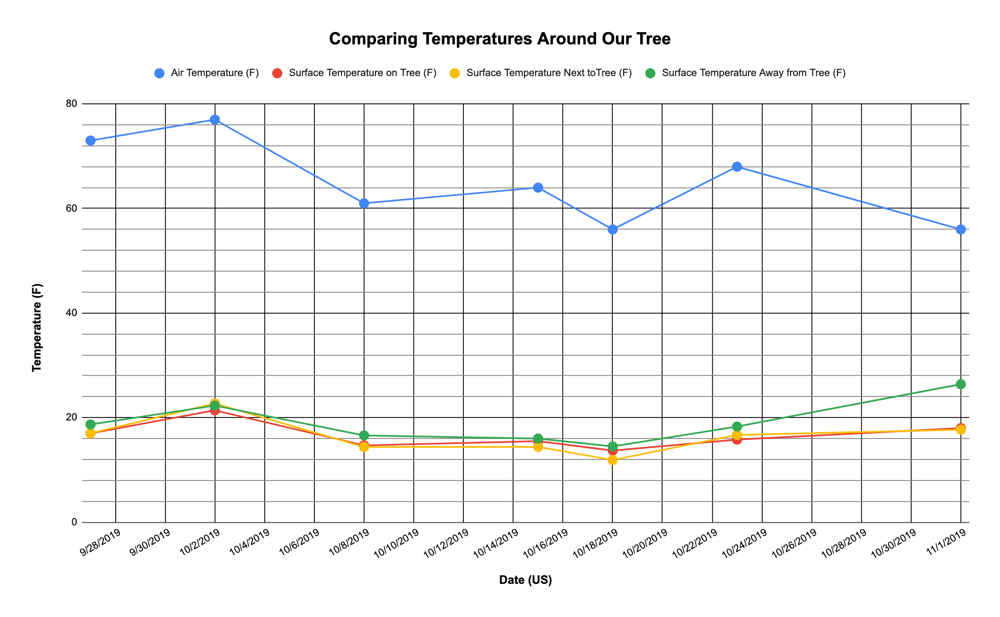 Comparing Temperatures Around Our Tree
Air Temperature (F) Surface Temperature on Tree (F) Surface Temperature Next toTree (F) Surface Temperature Away from Tree (F)
80
60
40
20
0
Temperature (F)
9/28/2019 9/30/2019 10/2/2019 10/4/2019 10/6/2019 10/8/2019 10/10/2019 10/12/2019 10/14/2019 10/16/2019 10/18/2019 10/20/2019 10/22/2019 10/24/2019 10/26/2019 10/28/2019 10/30/2019 11/1/2019
Date (US)